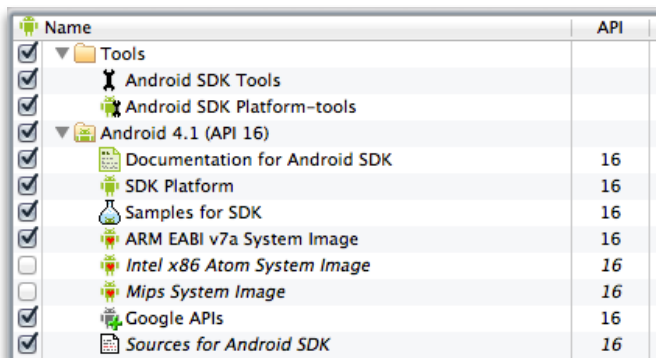 Name API
Tools
Android SDK Tools
Android SDK Platform-tools
Android 4.1 (API 16)
Documentation for Android SDK 16
SDK Platform 16
Samples for SDK 16
ARM EABI v7a System Image 16
Intel x86 Atom System Image 16
Mips System Image 16
Google APIs 16
Sources for Android SDK 16